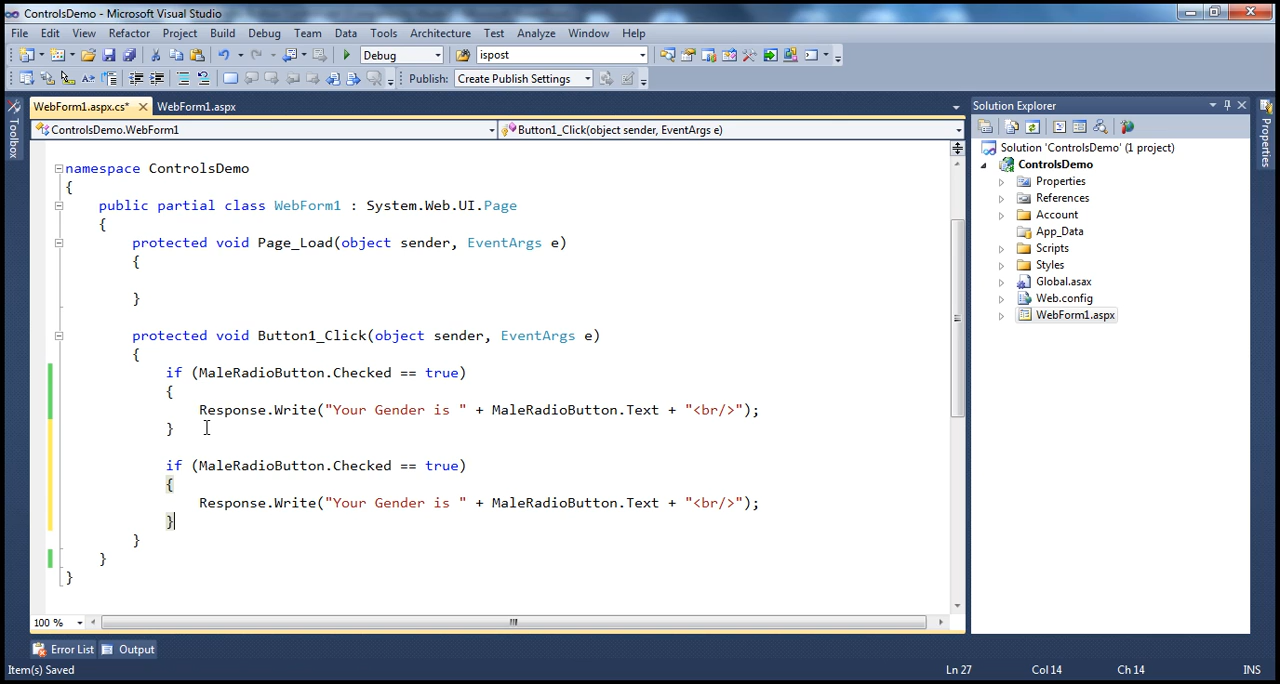 ControlsDemo - Microsoft Visual Studio
File Edit View Refactor Project Build Debug Team Data Tools Architecture Test Analyze Window Help
Debug ispost
Publish: Create Publish Settings
WebForm1.aspx.cs* WebForm1.aspx
ControlsDemo.WebForm1 Button1_Click(object sender, EventArgs e)
namespace ControlsDemo
{
public partial class WebForm1 : System.Web.UI.Page
{
protected void Page_Load(object sender, EventArgs e)
{
}
protected void Button1_Click(object sender, EventArgs e)
{
if (MaleRadioButton.Checked == true)
{
Response.Write("Your Gender is " + MaleRadioButton.Text + "<br/>");
}
if (MaleRadioButton.Checked == true)
{
Response.Write("Your Gender is " + MaleRadioButton.Text + "<br/>");
}
}
}
}
100 %
Toolbox
Solution Explorer
Solution 'ControlsDemo' (1 project)
ControlsDemo
Properties
References
Account
App_Data
Scripts
Styles
Global.asax
Web.config
WebForm1.aspx
Properties
Error List Output
Item(s) Saved Ln 27 Col 14 Ch 14 INS